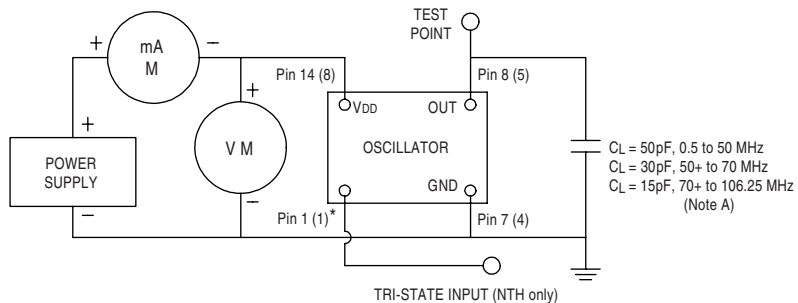 TEST
POINT
+
mA
M
−
Pin 14 (8)
Pin 8 (5)
+
+
VDD
OUT
V M
OSCILLATOR
POWER
SUPPLY
CL = 50pF, 0.5 to 50 MHz
CL = 30pF, 50+ to 70 MHz
CL = 15pF, 70+ to 106.25 MHz
(Note A)
GND
−
−
Pin 1 (1)*
Pin 7 (4)
TRI-STATE INPUT (NTH only)